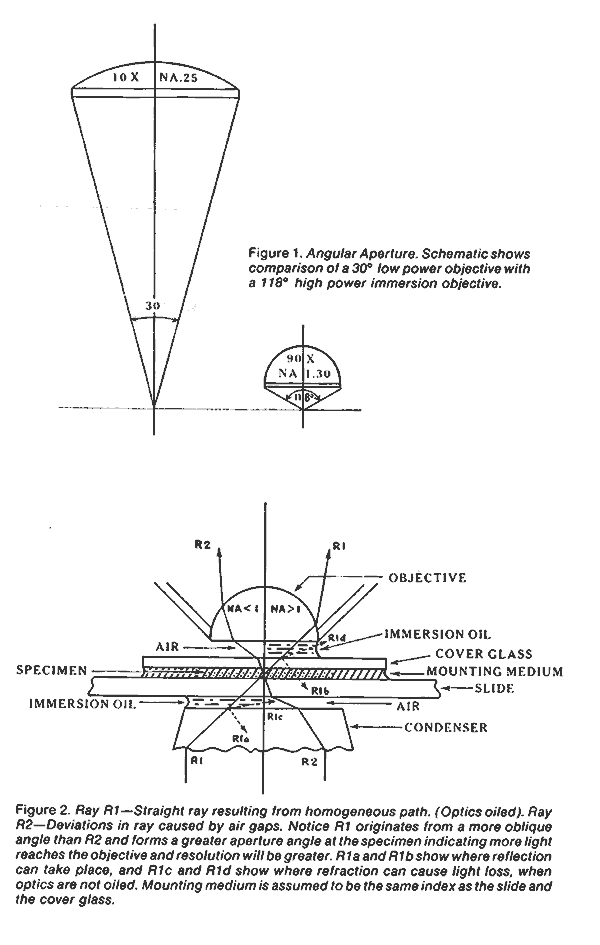 10 X NA.25
Figure 1. Angular Aperture. Schematic shows
comparison of a 30° low power objective with
a 118° high power immersion objective.
30
90 X
NA 1.30
118°
R2
R1
OBJECTIVE
NA<1 NA>1
R1d
AIR
IMMERSION OIL
COVER GLASS
SPECIMEN
MOUNTING MEDIUM
R1b
SLIDE
IMMERSION OIL
AIR
R1c
R1a
CONDENSER
R1
R2
Figure 2. Ray R1—Straight ray resulting from homogeneous path. (Optics oiled). Ray
R2—Deviations in ray caused by air gaps. Notice R1 originates from a more oblique
angle than R2 and forms a greater aperture angle at the specimen indicating more light
reaches the objective and resolution will be greater. R1a and R1b show where reflection
can take place, and R1c and R1d show where refraction can cause light loss, when
optics are not oiled. Mounting medium is assumed to be the same index as the slide and
the cover glass.